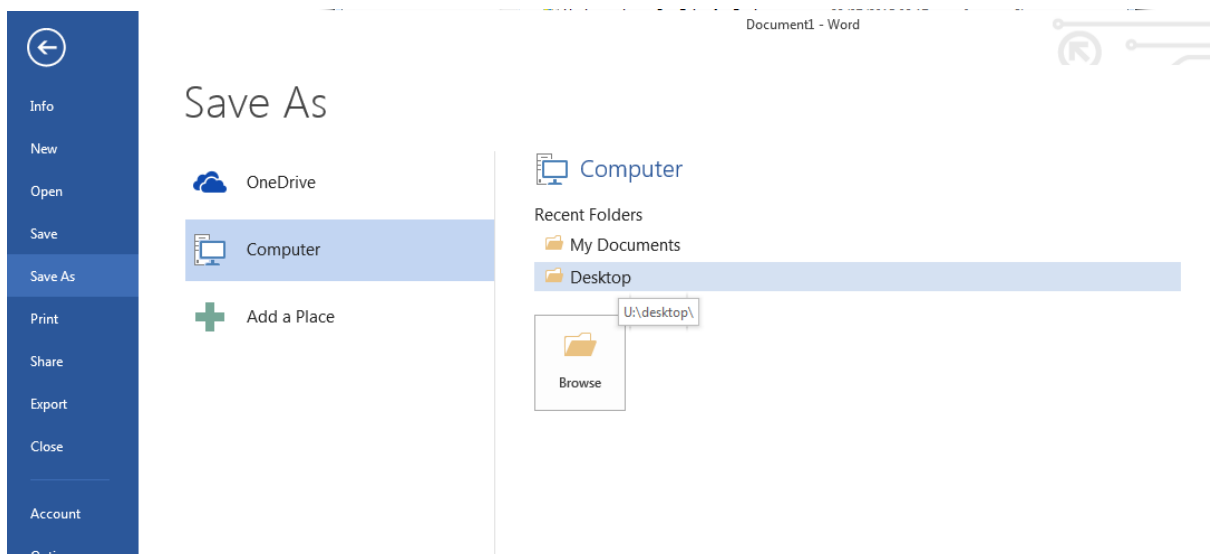 Document1 - Word
Info
New
Open
Save
Save As
Print
Share
Export
Close
Account
Save As
OneDrive
Computer
Add a Place
Computer
Recent Folders
My Documents
Desktop
U:\desktop\
Browse